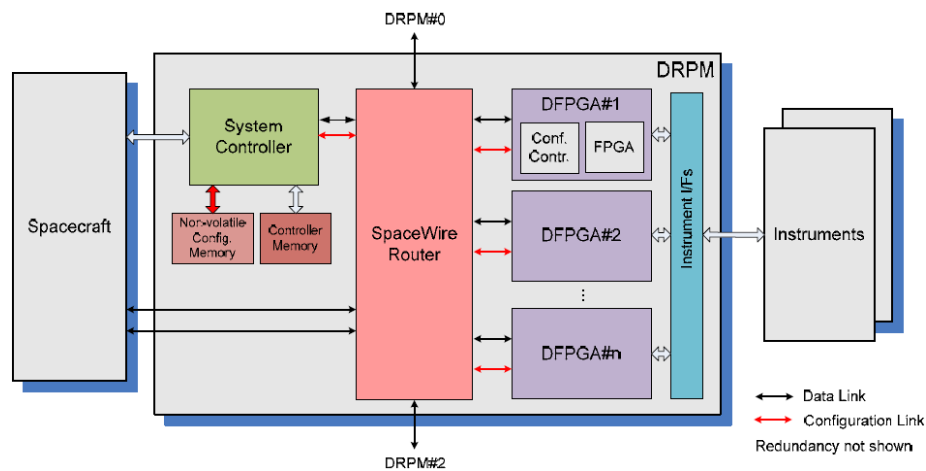 DRPM#0
DRPM
Spacecraft
System
Controller
Non-volatile
Config.
Memory
Controller
Memory
SpaceWire
Router
DFPGA#1
Conf.
Contr.
FPGA
DFPGA#2
...
DFPGA#n
Instrument I/Fs
Instruments
Data Link
Configuration Link
Redundancy not shown
DRPM#2